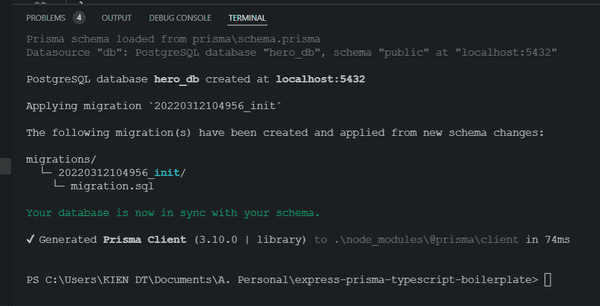 PROBLEMS 4 OUTPUT DEBUG CONSOLE TERMINAL
Prisma schema loaded from prisma\schema.prisma
Datasource "db": PostgreSQL database "hero_db", schema "public" at "localhost:5432"
PostgreSQL database hero_db created at localhost:5432
Applying migration `20220312104956_init`
The following migration(s) have been created and applied from new schema changes:
migrations/
└─ 20220312104956_init/
└─ migration.sql
Your database is now in sync with your schema.
✔ Generated Prisma Client (3.10.0 | library) to .\node_modules\@prisma\client in 74ms
PS C:\Users\KIEN DT\Documents\A. Personal\express-prisma-typescript-boilerplate>